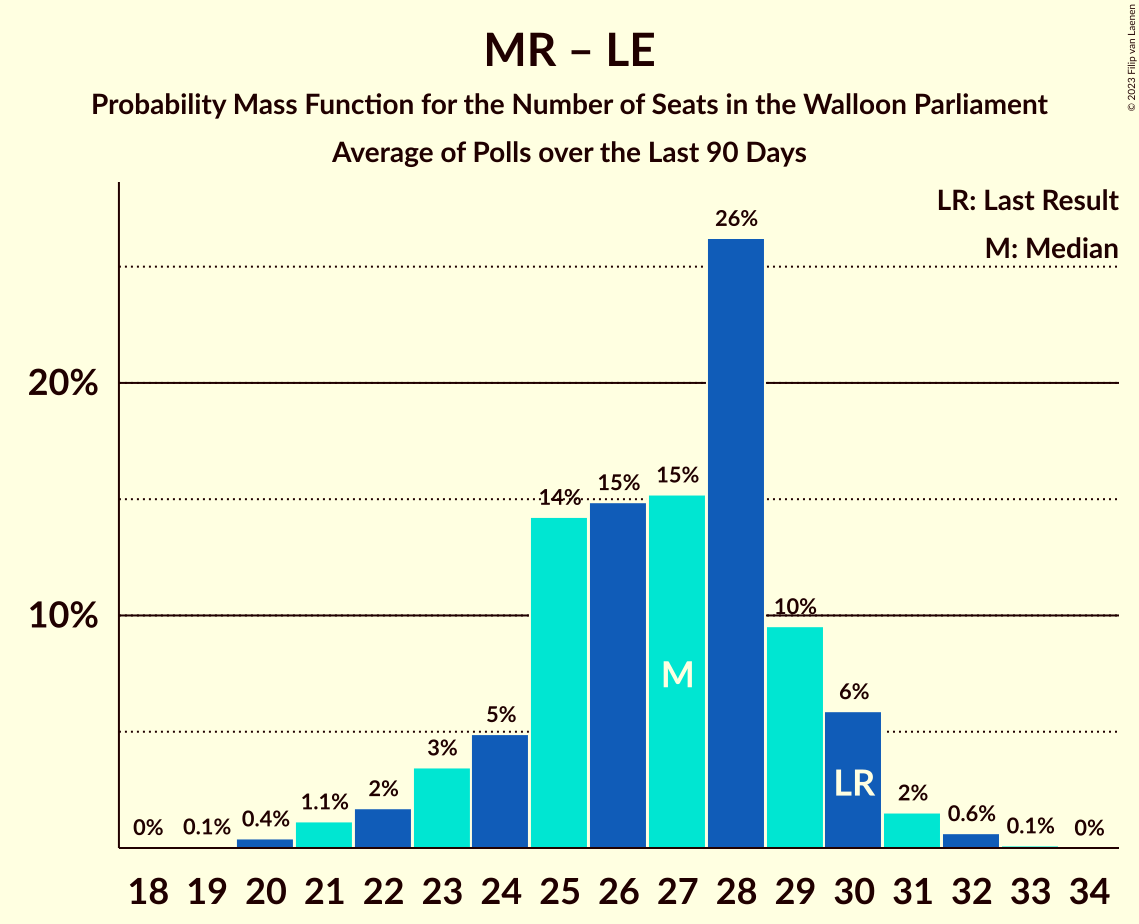 MR – LE
Probability Mass Function for the Number of Seats in the Walloon Parliament
Average of Polls over the Last 90 Days
© 2023 Filip van Laenen
LR: Last Result
M: Median
20%
10%
0%
0.1%
0.4%
1.1%
2%
3%
5%
14%
15%
15%
26%
10%
6%
2%
0.6%
0.1%
0%
M
LR
18 19 20 21 22 23 24 25 26 27 28 29 30 31 32 33 34